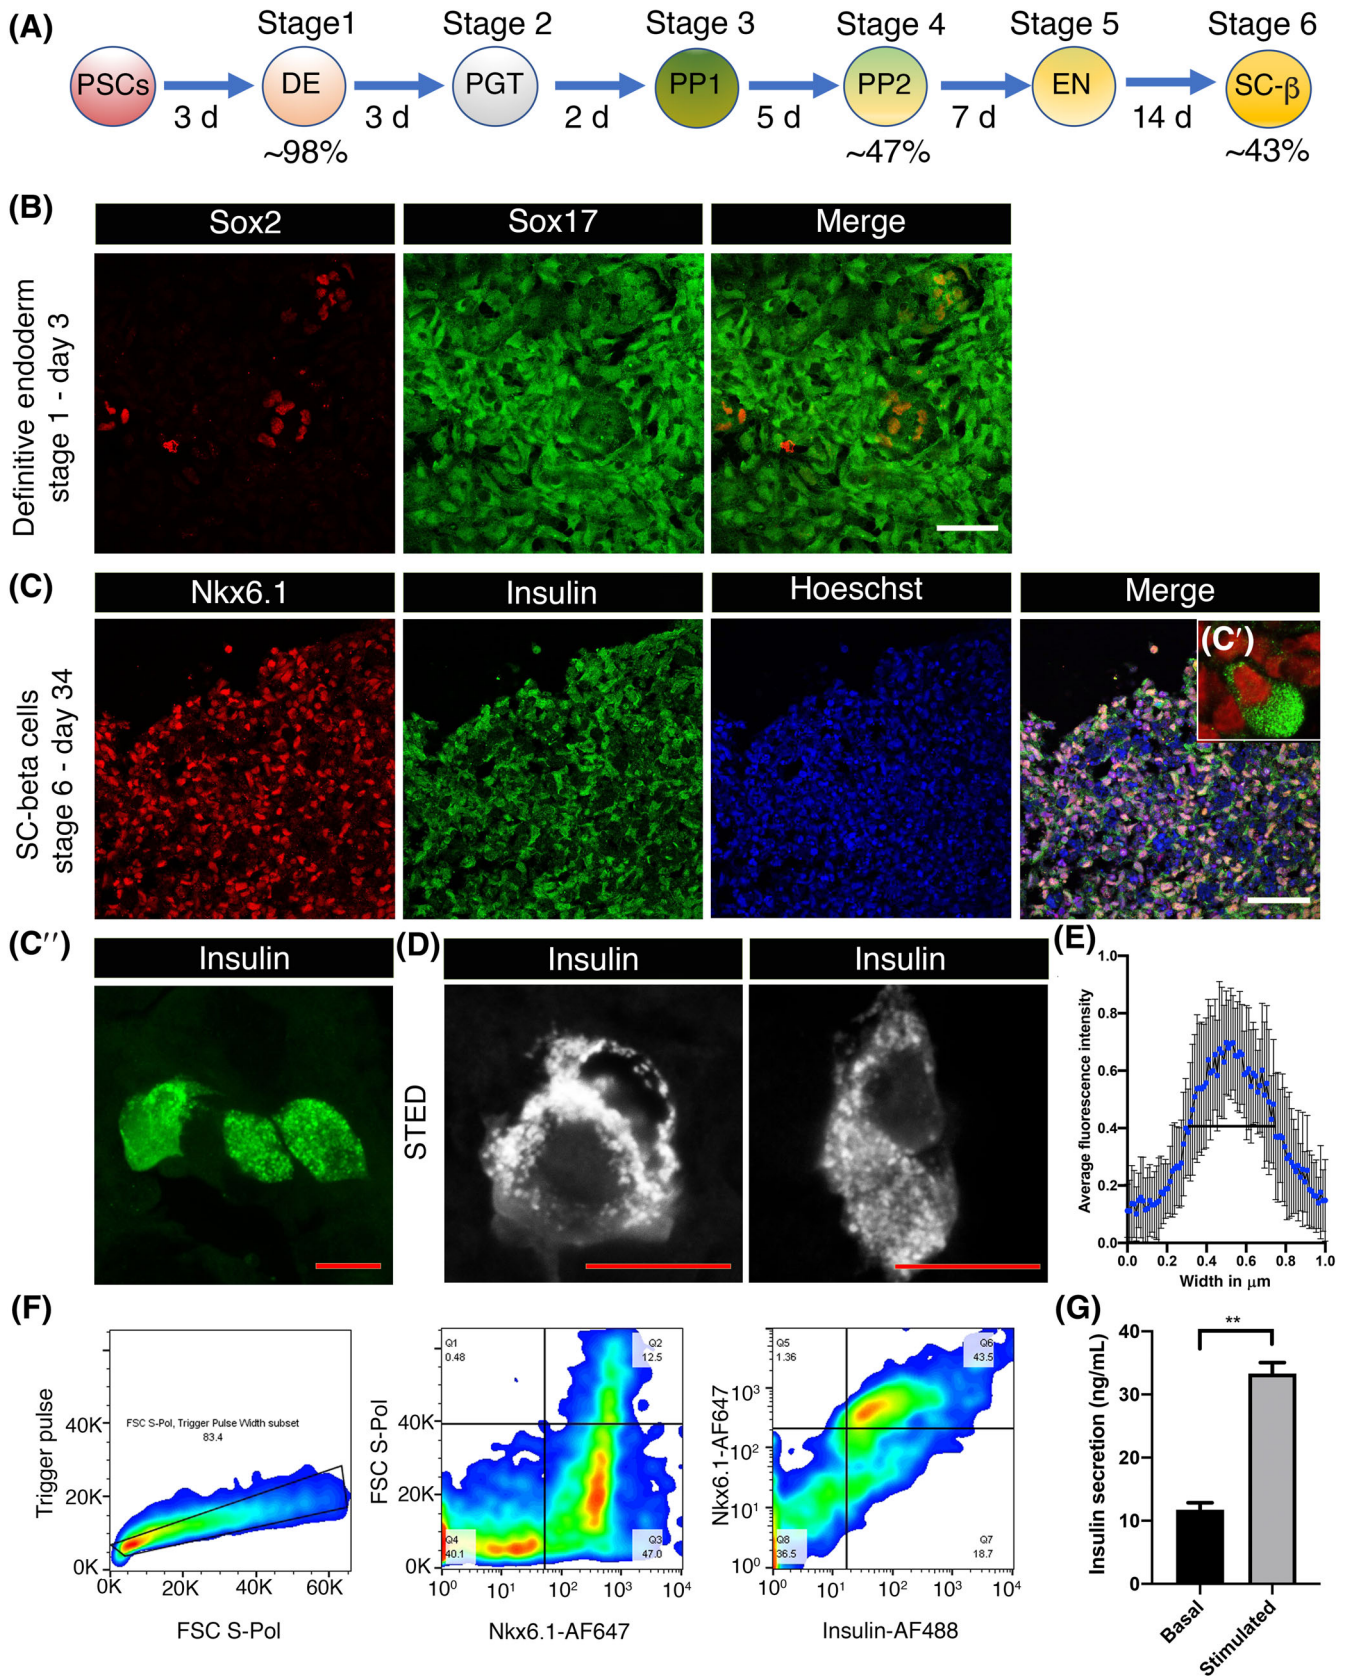 (A)
Stage1
Stage 2
Stage 3
Stage 4
Stage 5
Stage 6
PSCs
DE
PGT
PP1
PP2
EN
SC-β
3 d
3 d
2 d
5 d
7 d
14 d
~98%
~47%
~43%
(B)
Sox2
Sox17
Merge
Definitive endoderm
stage 1 - day 3
(C)
Nkx6.1
Insulin
Hoeschst
Merge
(C′)
SC-beta cells
stage 6 - day 34
(C′′)
Insulin
(D)
Insulin
Insulin
STED
(E)
Average fluorescence intensity
1.0
0.8
0.6
0.4
0.2
0.0
0.0 0.2 0.4 0.6 0.8 1.0
Width in μm
(F)
Trigger pulse
40K
20K
0K
FSC S-Pol, Trigger Pulse Width subset
83.4
0K 20K 40K 60K
FSC S-Pol
FSC S-Pol
40K
20K
0K
Q1
0.48
Q2
12.5
Q4
40.1
Q3
47.0
10⁰ 10¹ 10² 10³ 10⁴
Nkx6.1-AF647
Nkx6.1-AF647
10³
10²
10¹
10⁰
Q5
1.36
Q6
43.5
Q8
36.5
Q7
18.7
10⁰ 10¹ 10² 10³ 10⁴
Insulin-AF488
(G)
Insulin secretion (ng/mL)
40
30
20
10
0
**
Basal
Stimulated